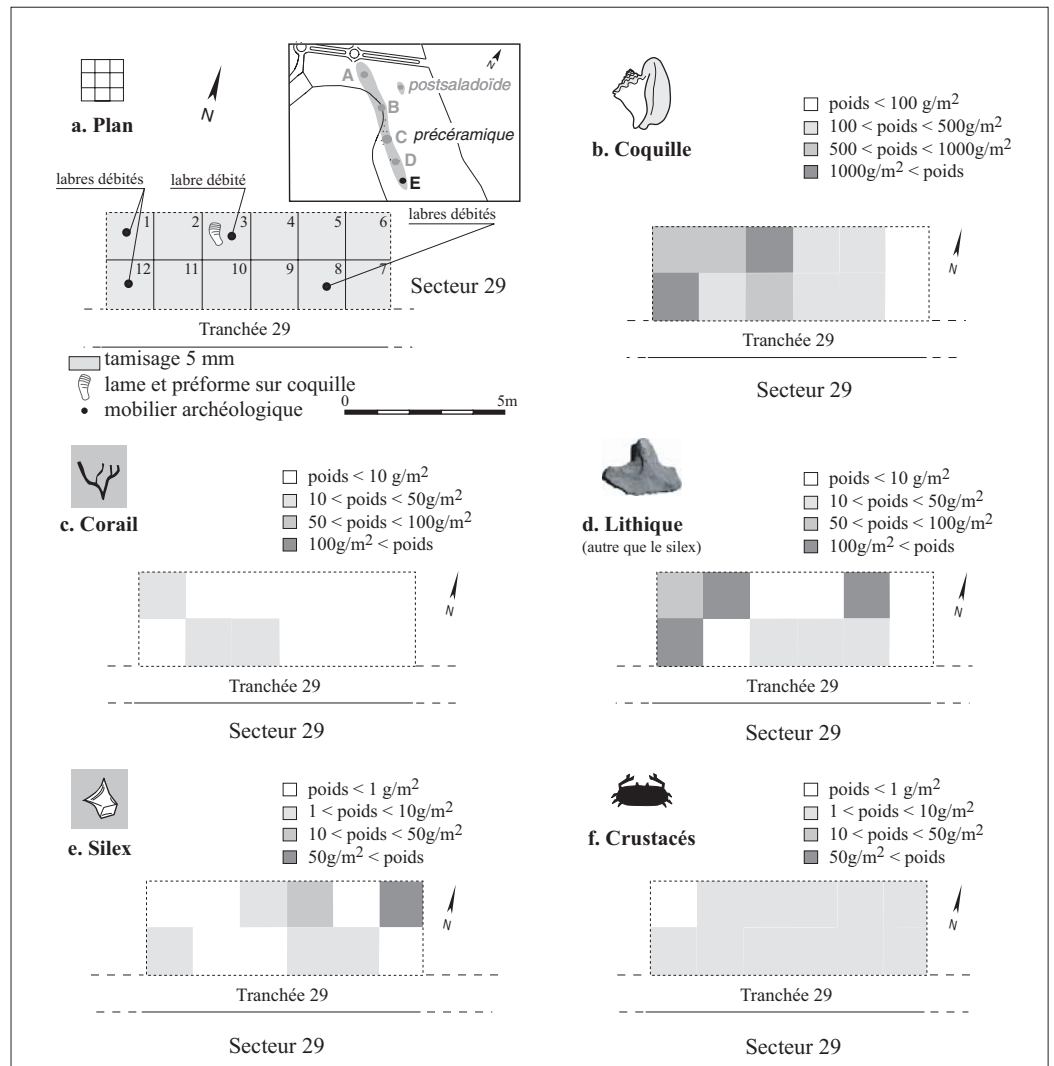 a. Plan
N
N
A
B
C
D
E
postsaladoïde
précéramique
labres débités
labre débité
labres débités
1
2
3
4
5
6
12
11
10
9
8
7
Secteur 29
Tranchée 29
tamisage 5 mm
lame et préforme sur coquille
mobilier archéologique
0
5m
b. Coquille
poids < 100 g/m2
100 < poids < 500g/m2
500 < poids < 1000g/m2
1000g/m2 < poids
N
Tranchée 29
Secteur 29
c. Corail
poids < 10 g/m2
10 < poids < 50g/m2
50 < poids < 100g/m2
100g/m2 < poids
N
Tranchée 29
Secteur 29
d. Lithique
(autre que le silex)
poids < 10 g/m2
10 < poids < 50g/m2
50 < poids < 100g/m2
100g/m2 < poids
N
Tranchée 29
Secteur 29
e. Silex
poids < 1 g/m2
1 < poids < 10g/m2
10 < poids < 50g/m2
50g/m2 < poids
N
Tranchée 29
Secteur 29
f. Crustacés
poids < 1 g/m2
1 < poids < 10g/m2
10 < poids < 50g/m2
50g/m2 < poids
N
Tranchée 29
Secteur 29